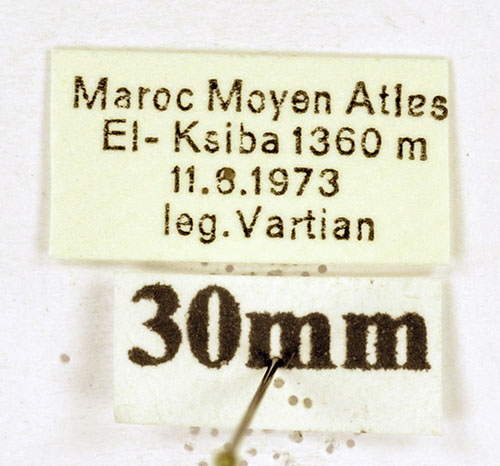 Maroc Moyen Atles
El-Ksiba 1360 m
11.8.1973
leg. Vartian
30mm